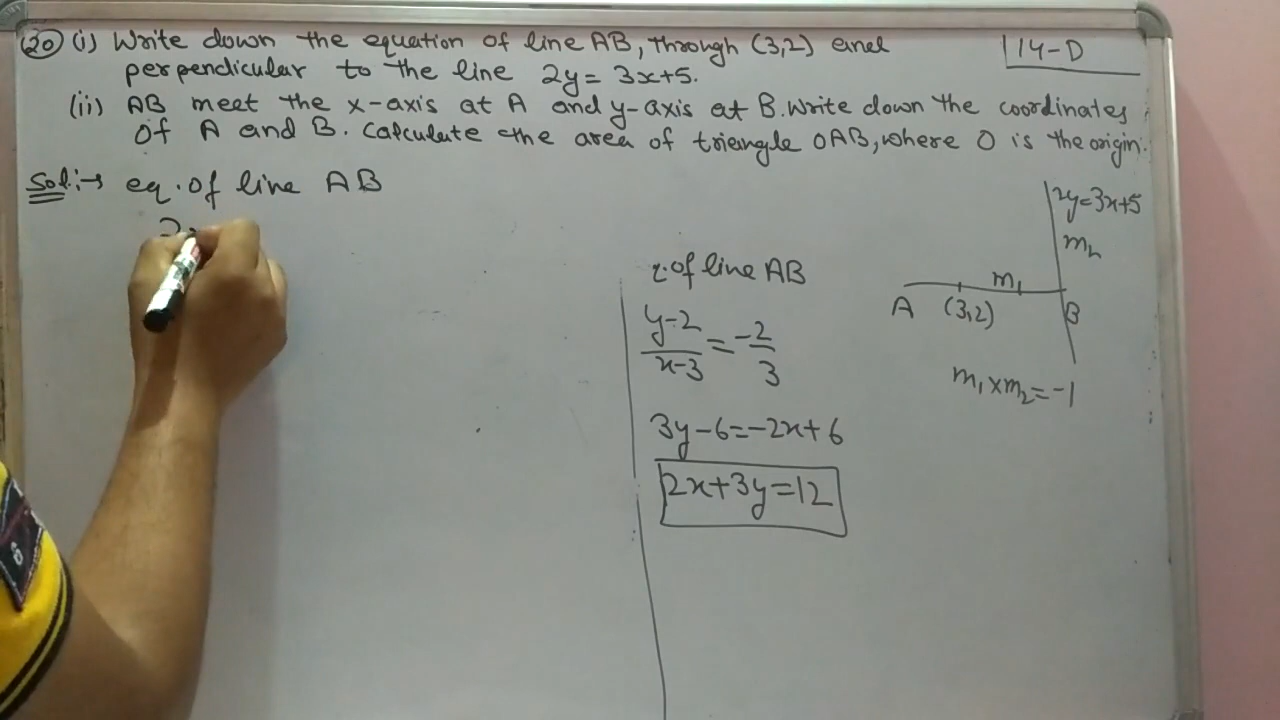 20 (i) Write down the equation of line AB, through (3,2) and
perpendicular to the line 2y = 3x+5.
(ii) AB meet the x-axis at A and y-axis at B. Write down the coordinates
of A and B. Calculate the area of triangle OAB, where O is the origin.
14-D
Sol:→ eq. of line AB
2
q. of line AB
y-2/x-3 = -2/3
3y-6=-2x+6
2x+3y=12
2y=3x+5
m2
m1
A (3,2) B
m1×m2=-1